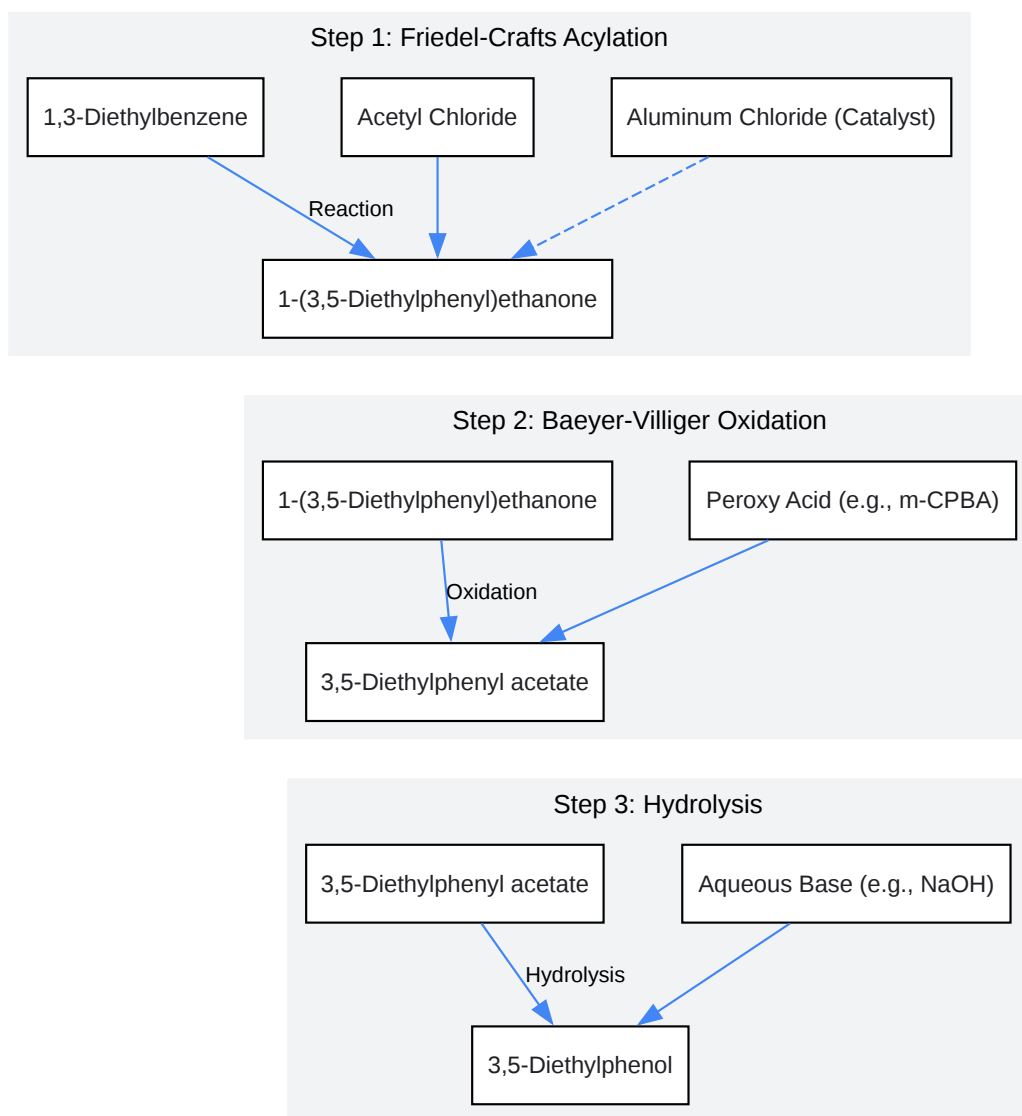 Step 1: Friedel-Crafts Acylation
1,3-Diethylbenzene
Acetyl Chloride
Aluminum Chloride (Catalyst)
Reaction
1-(3,5-Diethylphenyl)ethanone
Step 2: Baeyer-Villiger Oxidation
1-(3,5-Diethylphenyl)ethanone
Peroxy Acid (e.g., m-CPBA)
Oxidation
3,5-Diethylphenyl acetate
Step 3: Hydrolysis
3,5-Diethylphenyl acetate
Aqueous Base (e.g., NaOH)
Hydrolysis
3,5-Diethylphenol